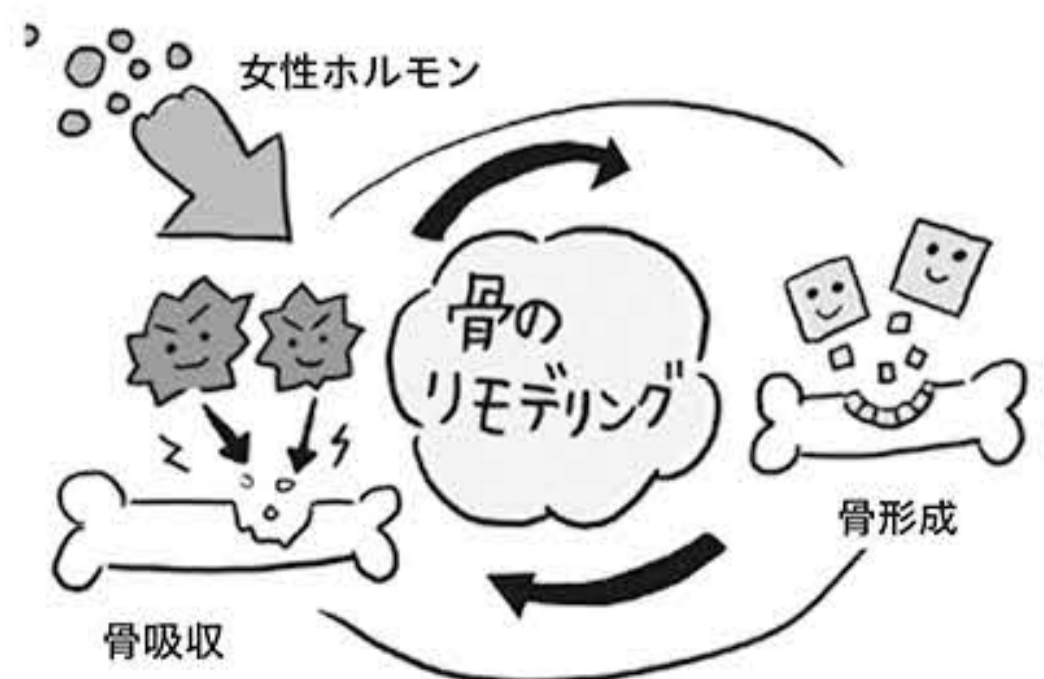 女性ホルモン
骨の
リモデリング
骨形成
骨吸収